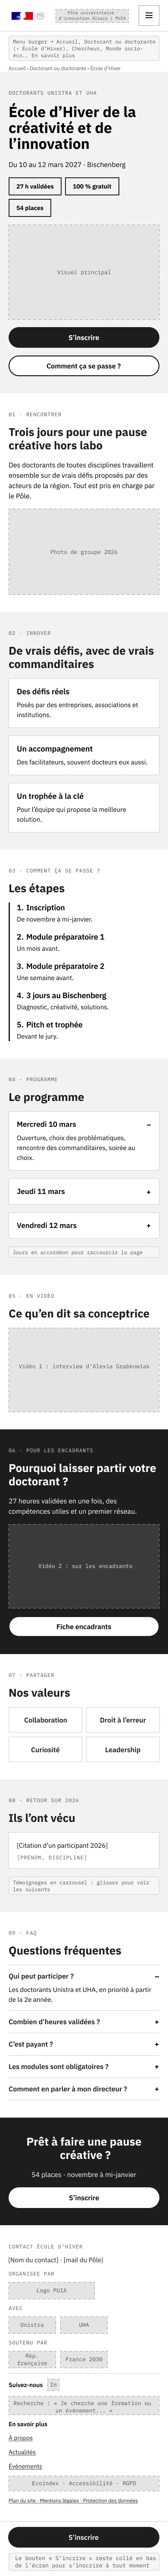 Pôle universitaire
d'innovation Alsace | PUIA
Menu burger → Accueil, Doctorant ou doctorante
(→ École d'Hiver), Chercheur, Monde socio-
éco., En savoir plus
Accueil › Doctorant ou doctorante › École d'Hiver
DOCTORANTS UNISTRA ET UHA
École d'Hiver de la
créativité et de
l'innovation
Du 10 au 12 mars 2027 · Bischenberg
27 h validées
100 % gratuit
54 places
Visuel principal
S'inscrire
Comment ça se passe ?
01 · RENCONTRER
Trois jours pour une pause
créative hors labo
Des doctorants de toutes disciplines travaillent
ensemble sur de vrais défis proposés par des
acteurs de la région. Tout est pris en charge par
le Pôle.
Photo de groupe 2026
02 · INNOVER
De vrais défis, avec de vrais
commanditaires
Des défis réels
Posés par des entreprises, associations et
institutions.
Un accompagnement
Des facilitateurs, souvent docteurs eux aussi.
Un trophée à la clé
Pour l'équipe qui propose la meilleure
solution.
03 · COMMENT ÇA SE PASSE ?
Les étapes
1. Inscription
De novembre à mi-janvier.
2. Module préparatoire 1
Un mois avant.
3. Module préparatoire 2
Une semaine avant.
4. 3 jours au Bischenberg
Diagnostic, créativité, solutions.
5. Pitch et trophée
Devant le jury.
04 · PROGRAMME
Le programme
Mercredi 10 mars –
Ouverture, choix des problématiques,
rencontre des commanditaires, soirée au
choix.
Jeudi 11 mars +
Vendredi 12 mars +
Jours en accordéon pour raccourcir la page
05 · EN VIDÉO
Ce qu'en dit sa conceptrice
Vidéo 1 : interview d'Alexia Grabkowiak
06 · POUR LES ENCADRANTS
Pourquoi laisser partir votre
doctorant ?
27 heures validées en une fois, des
compétences utiles et un premier réseau.
Vidéo 2 : sur les encadrants
Fiche encadrants
07 · PARTAGER
Nos valeurs
Collaboration
Droit à l'erreur
Curiosité
Leadership
08 · RETOUR SUR 2026
Ils l'ont vécu
[Citation d'un participant 2026]
[PRÉNOM, DISCIPLINE]
Témoignages en carrousel : glisser pour voir
les suivants
09 · FAQ
Questions fréquentes
Qui peut participer ? –
Les doctorants Unistra et UHA, en priorité à partir
de la 2e année.
Combien d'heures validées ? +
C'est payant ? +
Les modules sont obligatoires ? +
Comment en parler à mon directeur ? +
Prêt à faire une pause
créative ?
54 places · novembre à mi-janvier
S'inscrire
CONTACT ÉCOLE D'HIVER
[Nom du contact] · [mail du Pôle]
ORGANISÉE PAR
Logo PUIA
AVEC
Unistra
UHA
SOUTENU PAR
Rép.
française
France 2030
Suivez-nous in
Recherche : « Je cherche une formation ou
un événement... »
En savoir plus
À propos
Actualités
Événements
Ecoindex · Accessibilité · RGPD
Plan du site · Mentions légales · Protection des données
S'inscrire
Le bouton « S'inscrire » reste collé en bas
de l'écran pour s'inscrire à tout moment